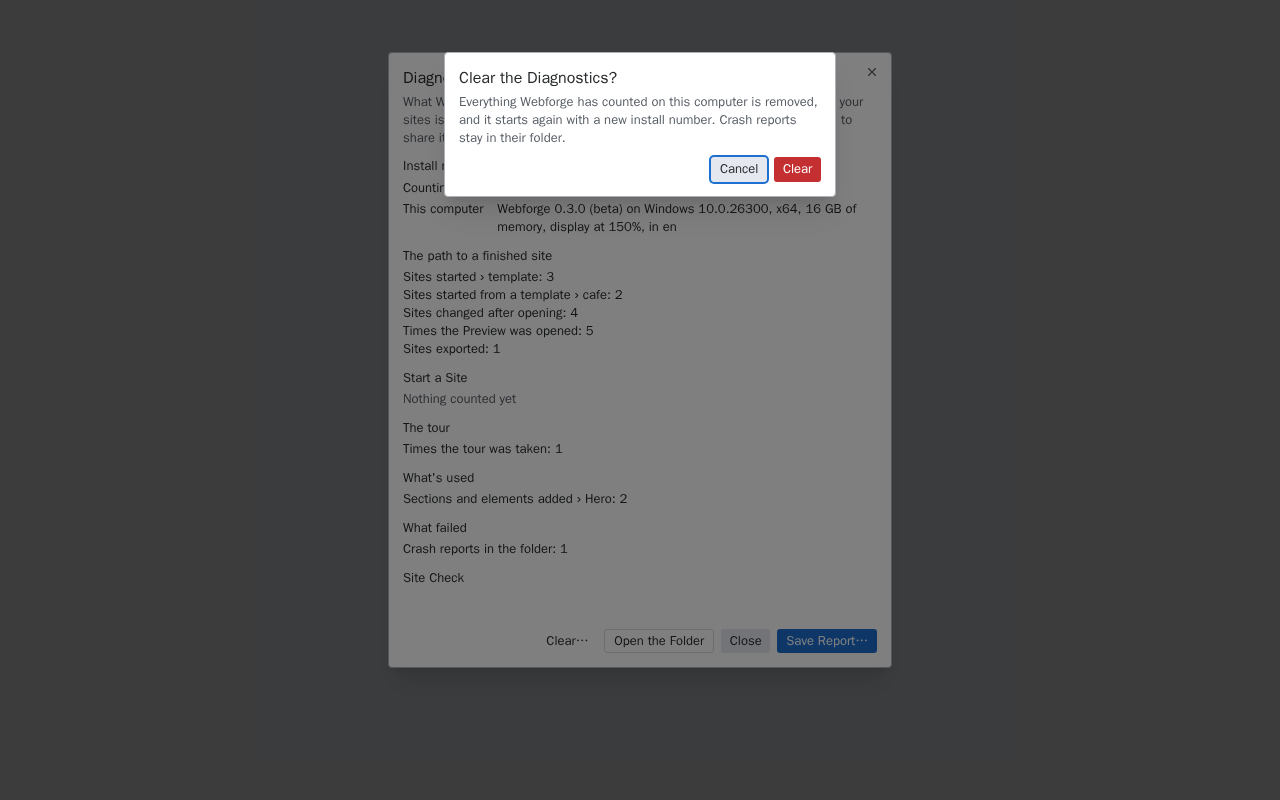 Clear the Diagnostics?
Everything Webforge has counted on this computer is removed,
and it starts again with a new install number. Crash reports
stay in their folder.
Cancel Clear
Diagn
What W your
sites is to
share it
Install
Countin
This computer Webforge 0.3.0 (beta) on Windows 10.0.26300, x64, 16 GB of
memory, display at 150%, in en
The path to a finished site
Sites started › template: 3
Sites started from a template › cafe: 2
Sites changed after opening: 4
Times the Preview was opened: 5
Sites exported: 1
Start a Site
Nothing counted yet
The tour
Times the tour was taken: 1
What's used
Sections and elements added › Hero: 2
What failed
Crash reports in the folder: 1
Site Check
Clear… Open the Folder Close Save Report…